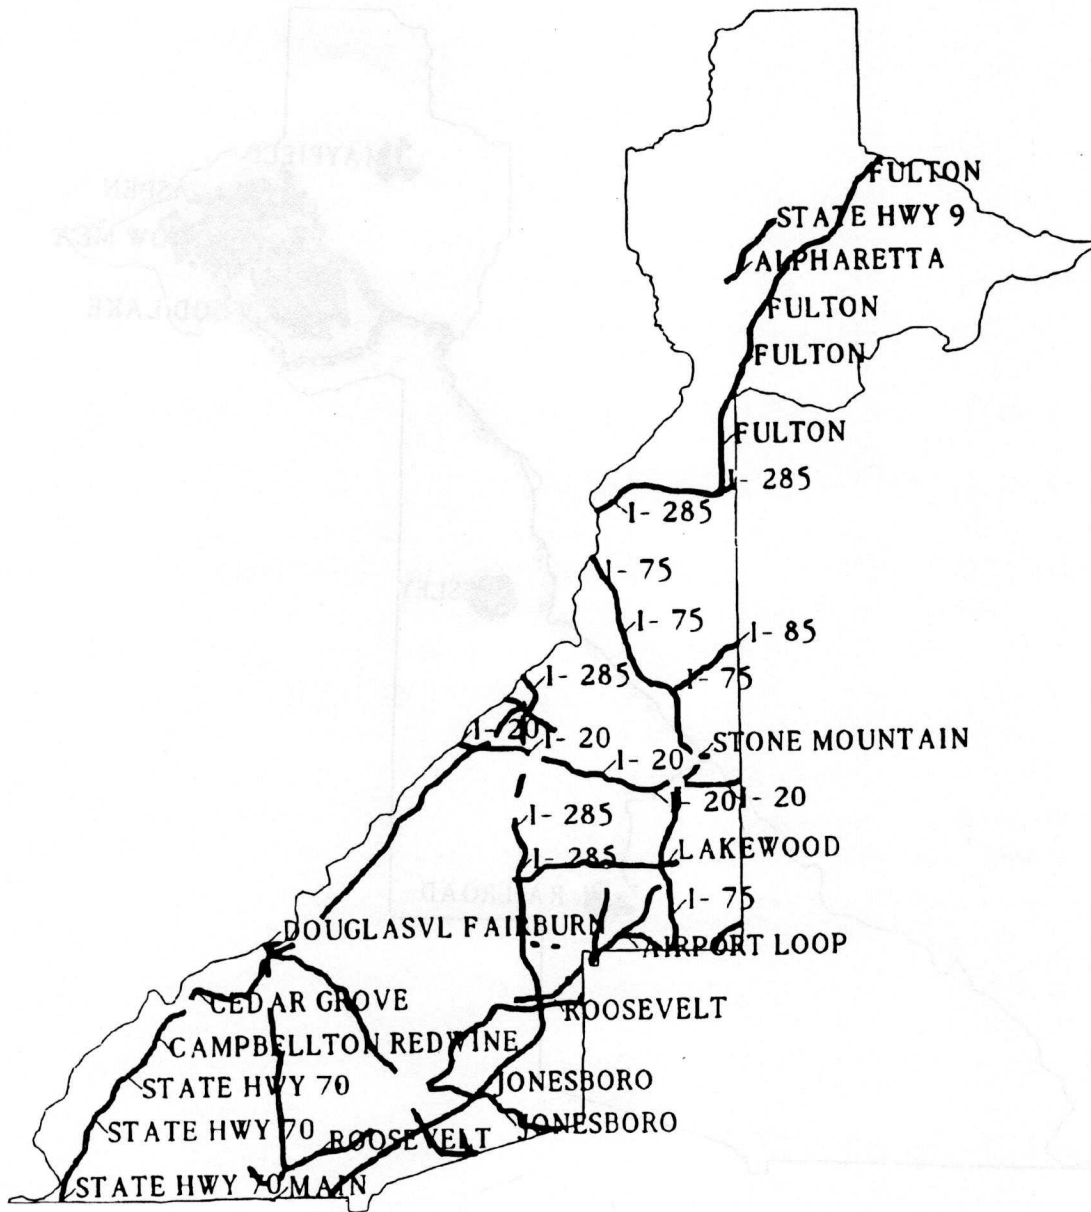 FULTON
STATE HWY 9
ALPHARETTA
FULTON
FULTON
FULTON
I- 285
I- 285
I- 75
I- 75
I- 85
I- 75
I- 285
I- 20
I- 20
STONE MOUNTAIN
I- 20
I- 20
I- 20
I- 285
I- 285
LAKEWOOD
I- 75
DOUGLASVL FAIRBURN
AIRPORT LOOP
CEDAR GROVE
ROOSEVELT
CAMPBELLTON REDWINE
STATE HWY 70
JONESBORO
STATE HWY 70
ROOSEVELT
JONESBORO
STATE HWY 70
MAIN